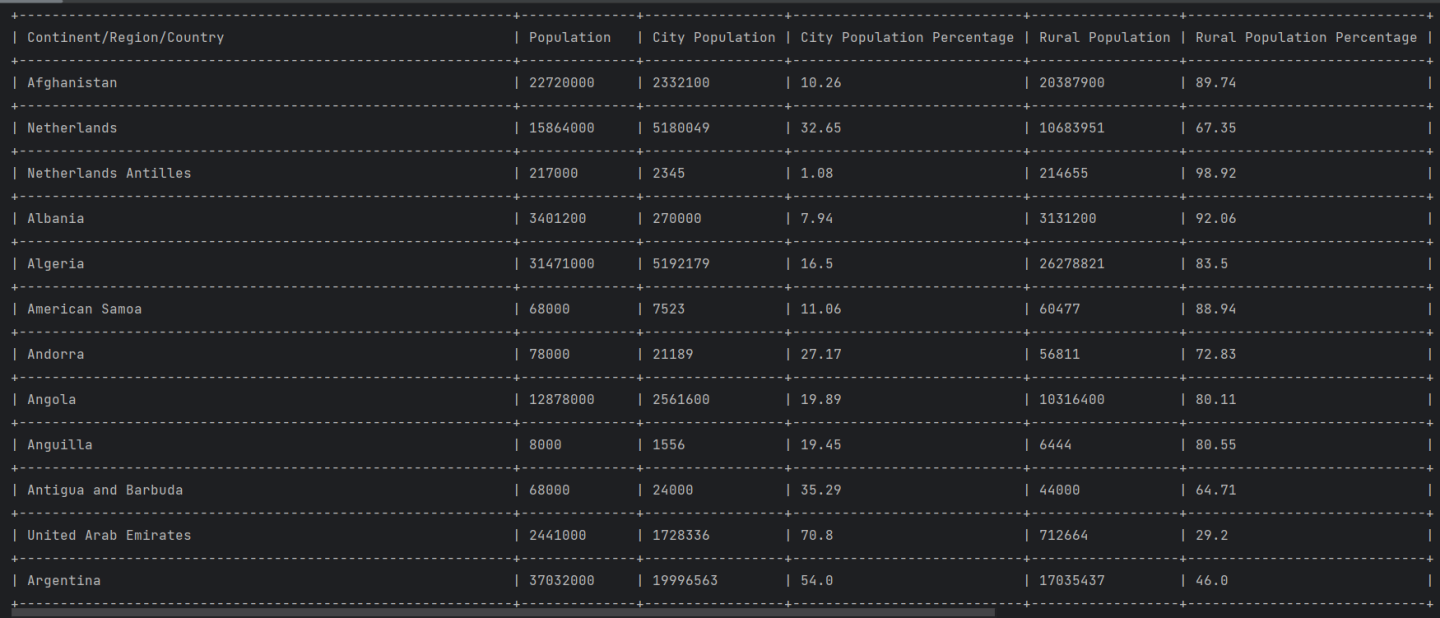 | Continent/Region/Country | Population | City Population | City Population Percentage | Rural Population | Rural Population Percentage |
| Afghanistan | 22720000 | 2332100 | 10.26 | 20387900 | 89.74 |
| Netherlands | 15864000 | 5180049 | 32.65 | 10683951 | 67.35 |
| Netherlands Antilles | 217000 | 2345 | 1.08 | 214655 | 98.92 |
| Albania | 3401200 | 270000 | 7.94 | 3131200 | 92.06 |
| Algeria | 31471000 | 5192179 | 16.5 | 26278821 | 83.5 |
| American Samoa | 68000 | 7523 | 11.06 | 60477 | 88.94 |
| Andorra | 78000 | 21189 | 27.17 | 56811 | 72.83 |
| Angola | 12878000 | 2561600 | 19.89 | 10316400 | 80.11 |
| Anguilla | 8000 | 1556 | 19.45 | 6444 | 80.55 |
| Antigua and Barbuda | 68000 | 24000 | 35.29 | 44000 | 64.71 |
| United Arab Emirates | 2441000 | 1728336 | 70.8 | 712664 | 29.2 |
| Argentina | 37032000 | 19996563 | 54.0 | 17035437 | 46.0 |